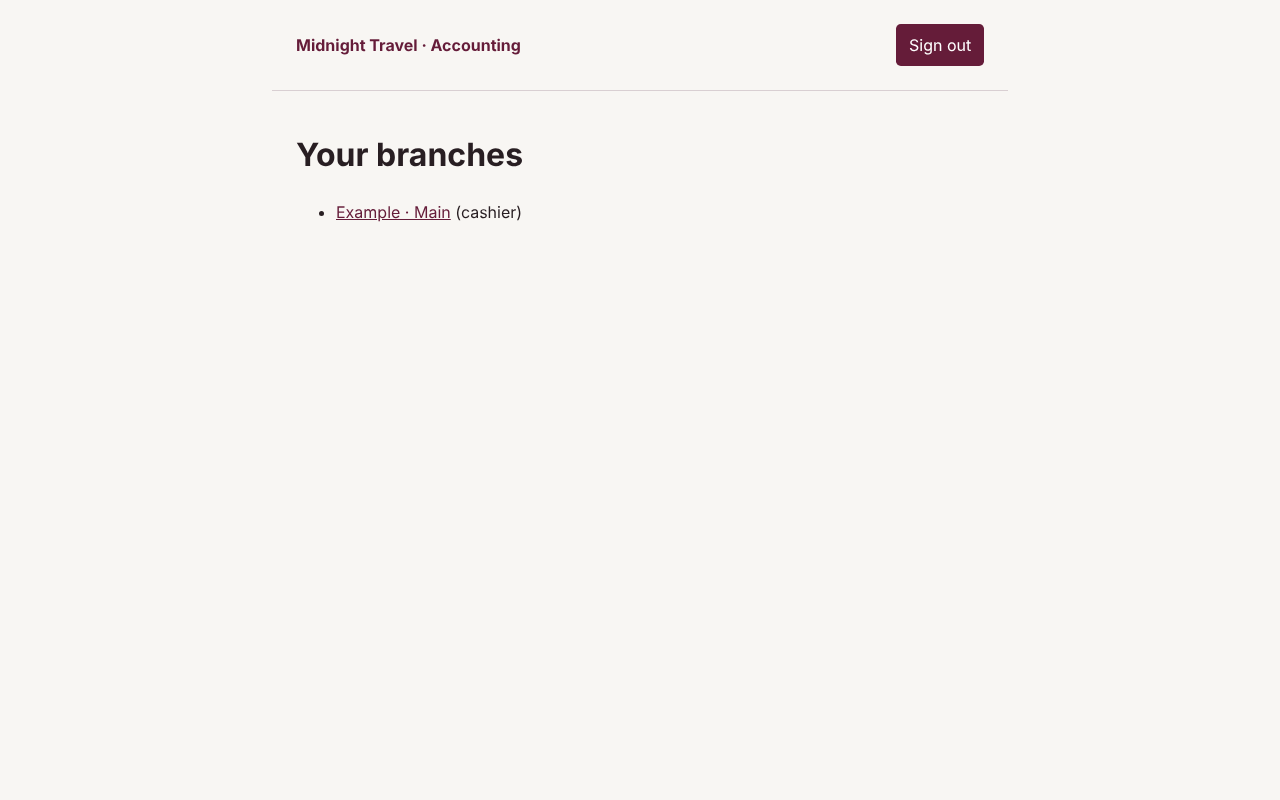 Midnight Travel · Accounting
Sign out
Your branches
Example · Main (cashier)